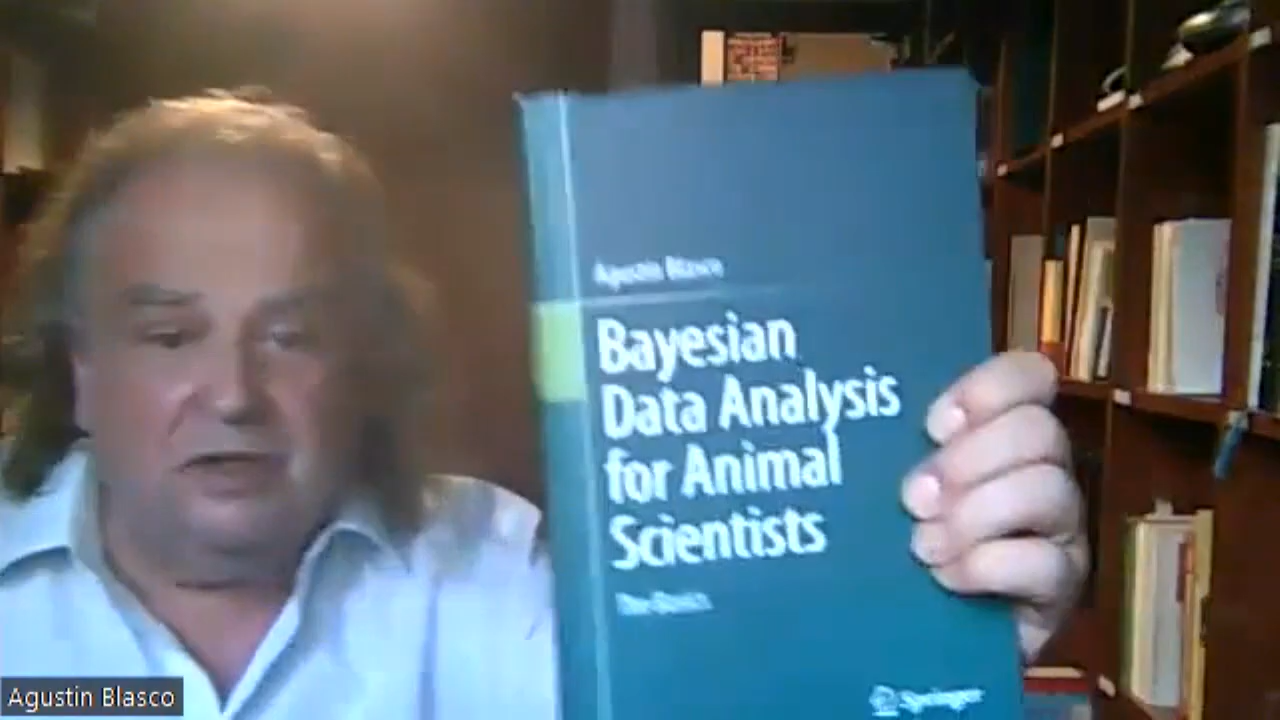 Agustin Blasco
Bayesian
Data Analysis
for Animal
Scientists
The Basics
Springer
Agustin Blasco